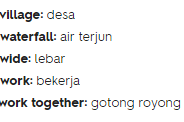 village: desa
waterfall: air terjun
wide: lebar
work: bekerja
work together: gotong royong